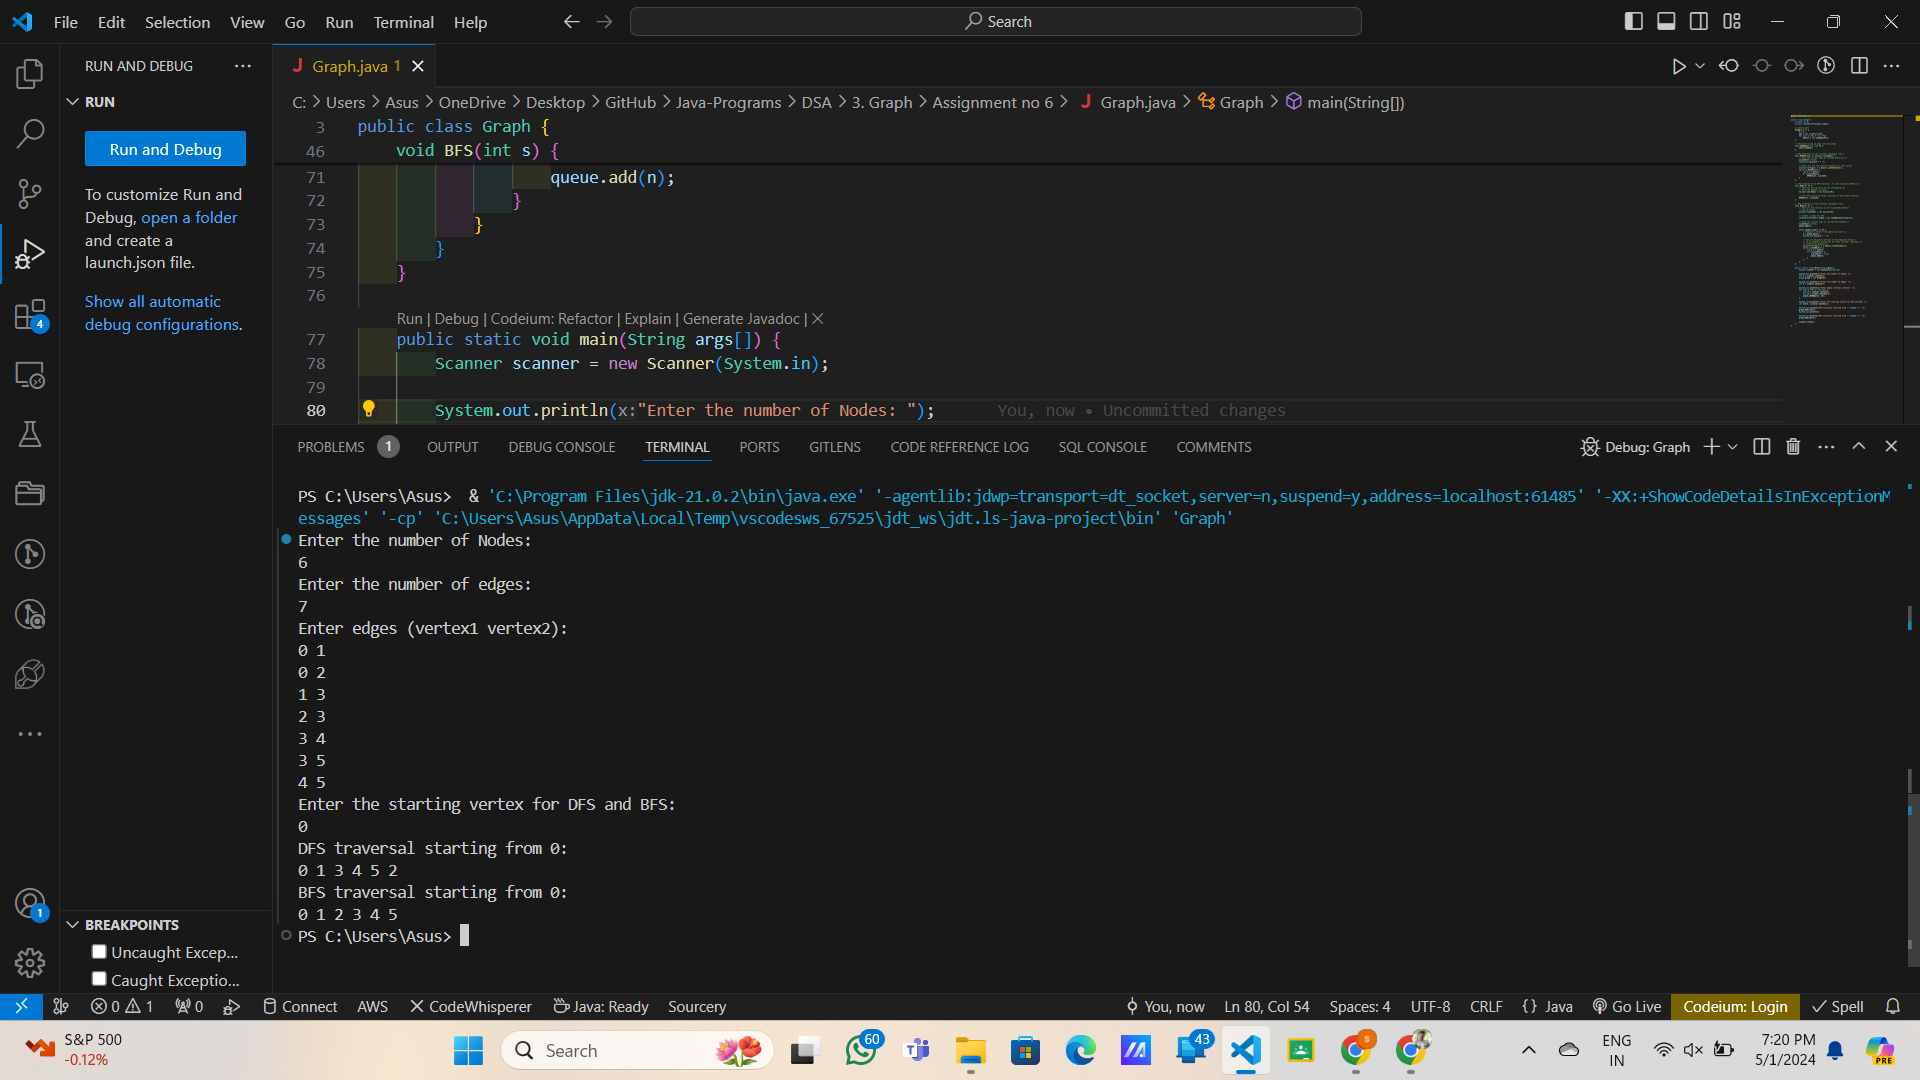 File Edit Selection View Go Run Terminal Help
Search
RUN AND DEBUG
RUN
Run and Debug
To customize Run and
Debug, open a folder
and create a
launch.json file.
Show all automatic
debug configurations.
4
1
BREAKPOINTS
Uncaught Excep...
Caught Exceptio...
J Graph.java 1
C: > Users > Asus > OneDrive > Desktop > GitHub > Java-Programs > DSA > 3. Graph > Assignment no 6 > J Graph.java > Graph > main(String[])
3 public class Graph {
46 void BFS(int s) {
71 queue.add(n);
72 }
73 }
74 }
75 }
76
Run | Debug | Codeium: Refactor | Explain | Generate Javadoc | X
77 public static void main(String args[]) {
78 Scanner scanner = new Scanner(System.in);
79
80 System.out.println(x:"Enter the number of Nodes: "); You, now • Uncommitted changes
PROBLEMS 1 OUTPUT DEBUG CONSOLE TERMINAL PORTS GITLENS CODE REFERENCE LOG SQL CONSOLE COMMENTS Debug: Graph
PS C:\Users\Asus> & 'C:\Program Files\jdk-21.0.2\bin\java.exe' '-agentlib:jdwp=transport=dt_socket,server=n,suspend=y,address=localhost:61485' '-XX:+ShowCodeDetailsInExceptionM
essages' '-cp' 'C:\Users\Asus\AppData\Local\Temp\vscodesws_67525\jdt_ws\jdt.ls-java-project\bin' 'Graph'
Enter the number of Nodes:
6
Enter the number of edges:
7
Enter edges (vertex1 vertex2):
0 1
0 2
1 3
2 3
3 4
3 5
4 5
Enter the starting vertex for DFS and BFS:
0
DFS traversal starting from 0:
0 1 3 4 5 2
BFS traversal starting from 0:
0 1 2 3 4 5
PS C:\Users\Asus>
0 1 0 Connect AWS CodeWhisperer Java: Ready Sourcery You, now Ln 80, Col 54 Spaces: 4 UTF-8 CRLF {} Java Go Live Codeium: Login Spell
S&P 500
-0.12%
Search
60
43
S
ENG
IN
7:20 PM
5/1/2024
PRE